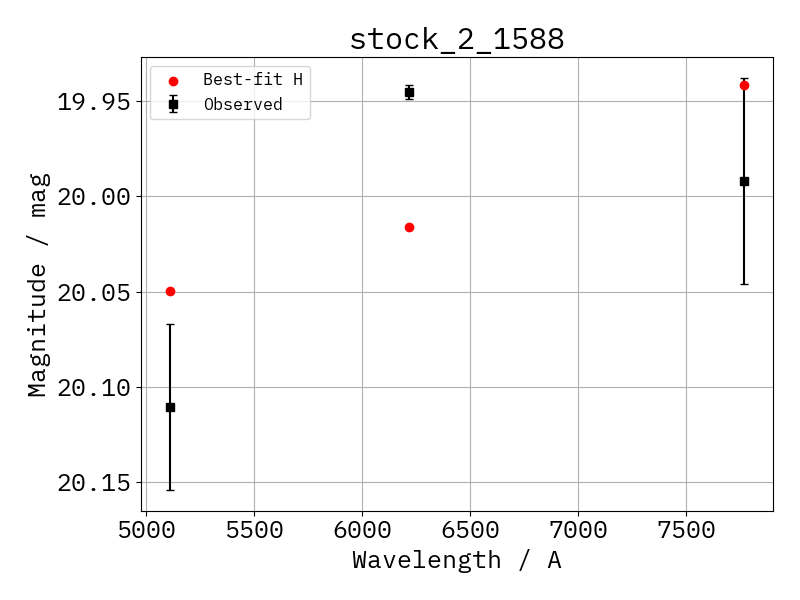 stock_2_1588
Best-fit H
Observed
19.95
20.00
20.05
20.10
20.15
Magnitude / mag
5000 5500 6000 6500 7000 7500
Wavelength / A